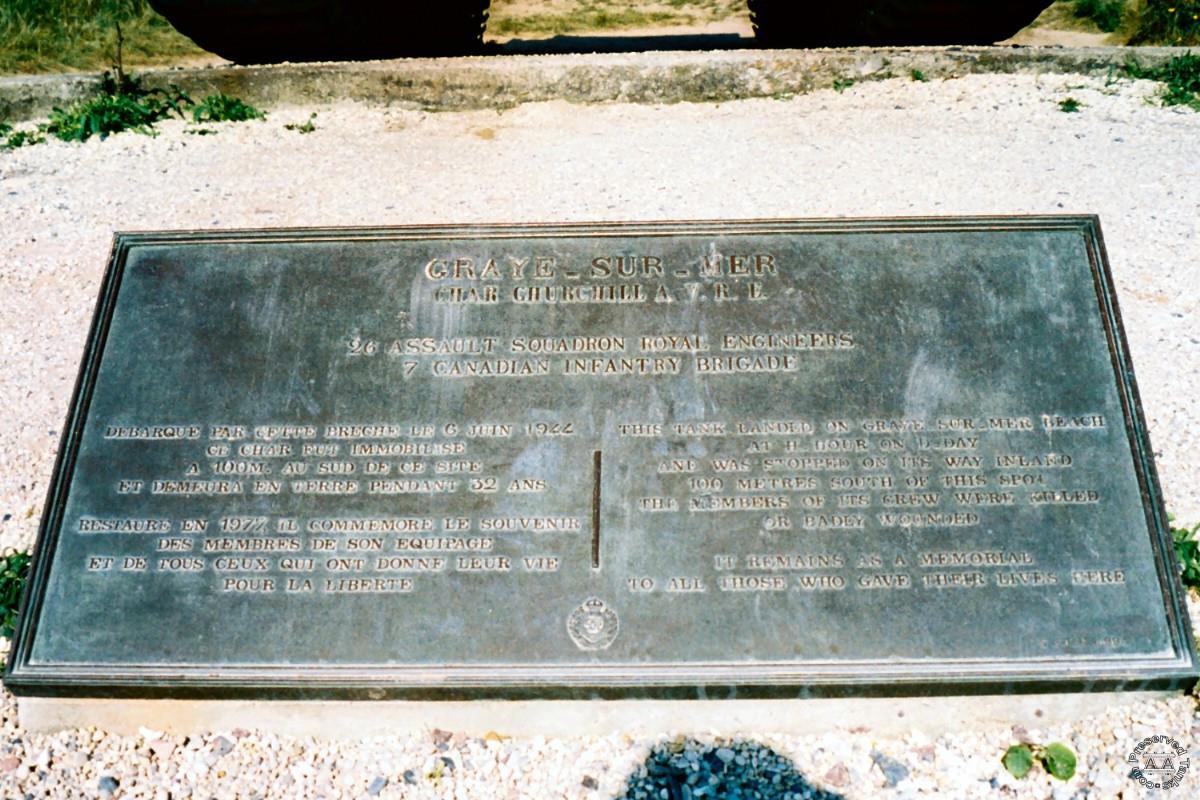 GRAYE-SUR-MER
CHAR CHURCHILL A.V.R.E.
26 ASSAULT SQUADRON ROYAL ENGINEERS
7 CANADIAN INFANTRY BRIGADE
DEBARQUE PAR CETTE BRECHE LE 6 JUIN 1944
CE CHAR FUT IMMOBILISE
A 100M. AU SUD DE CE SITE
ET DEMEURA EN TERRE PENDANT 32 ANS
RESTAURE EN 1977, IL COMMEMORE LE SOUVENIR
DES MEMBRES DE SON EQUIPAGE
ET DE TOUS CEUX QUI ONT DONNE LEUR VIE
POUR LA LIBERTE
THIS TANK LANDED ON GRAYE-SUR-MER BEACH
AT H-HOUR ON D-DAY
AND WAS STOPPED ON ITS WAY INLAND
100 METRES SOUTH OF THIS SPOT
THE MEMBERS OF ITS CREW WERE KILLED
OR BADLY WOUNDED
IT REMAINS AS A MEMORIAL
TO ALL THOSE WHO GAVE THEIR LIVES HERE
Preserved Tanks .com